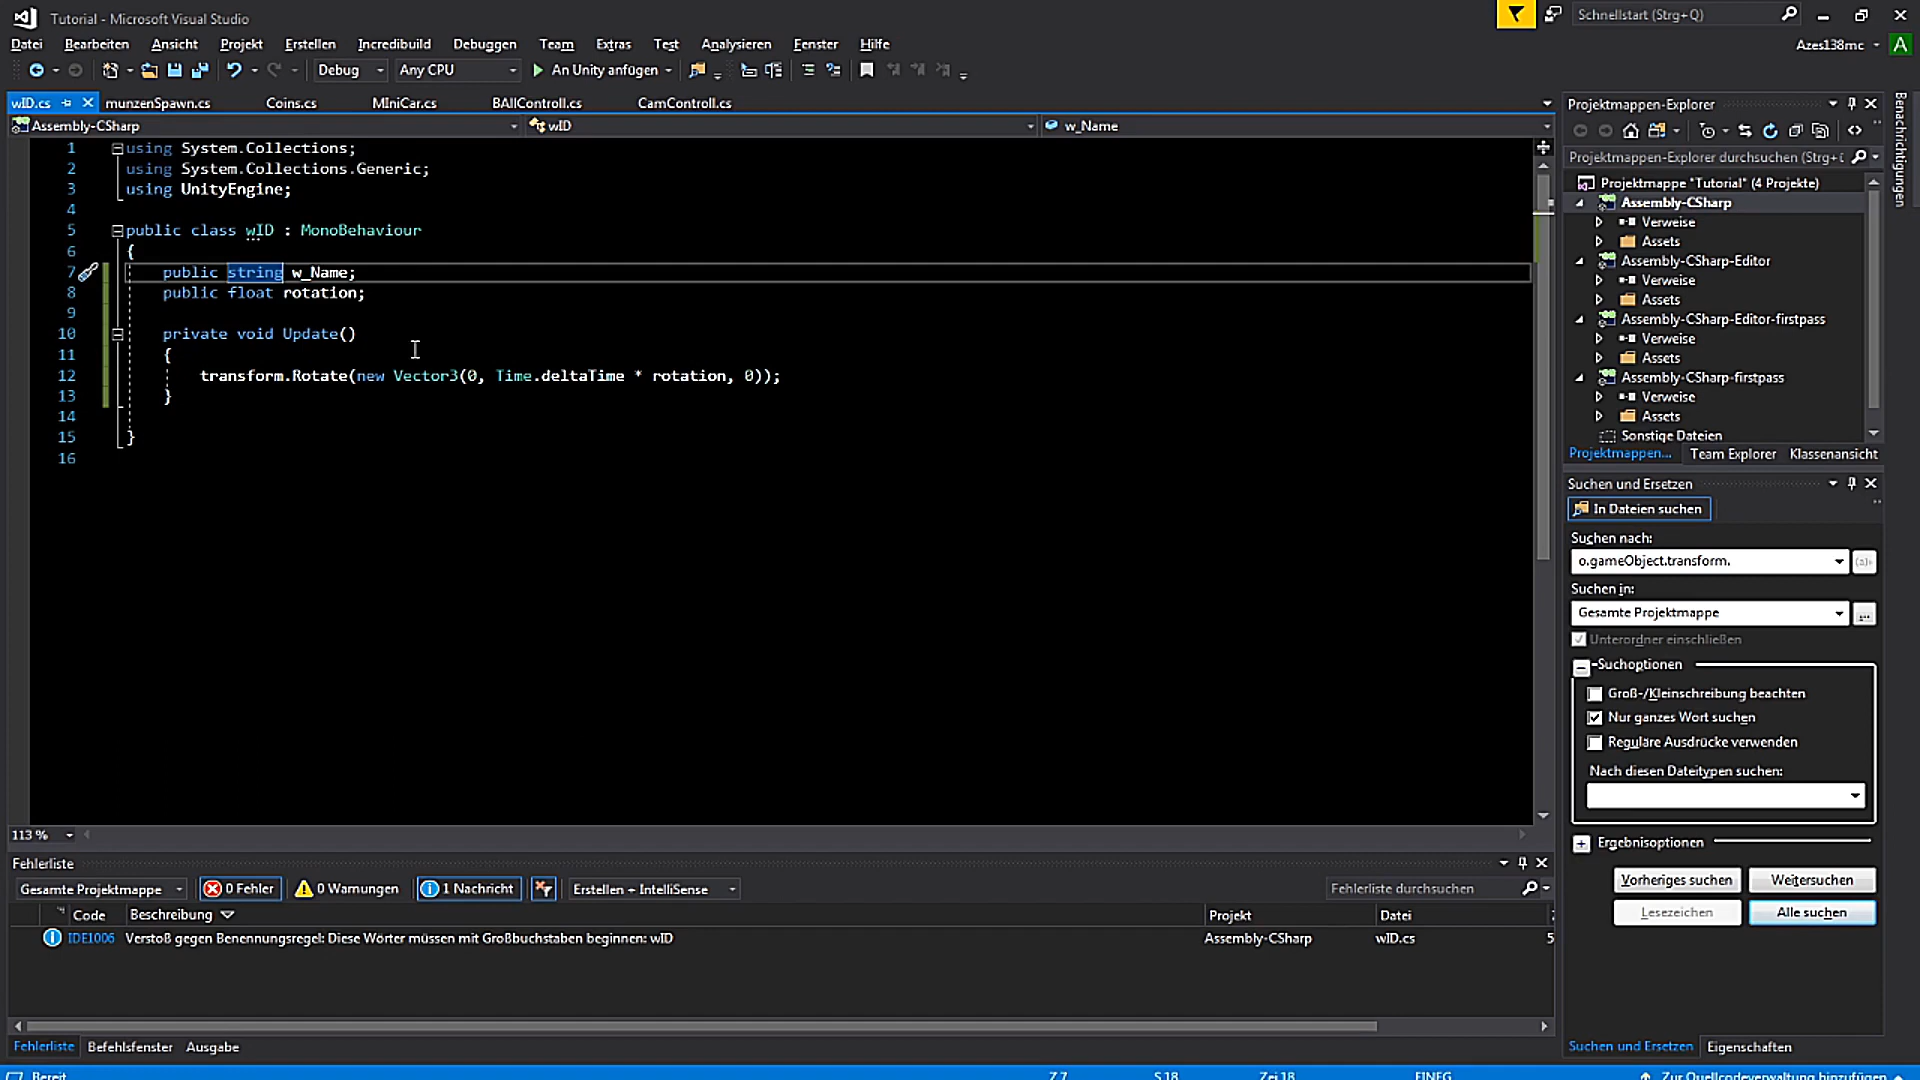 Tutorial - Microsoft Visual Studio
Schnellstart (Strg+Q)
Datei Bearbeiten Ansicht Projekt Erstellen Incredibuild Debuggen Team Extras Test Analysieren Fenster Hilfe
Azes138mc A
Debug Any CPU An Unity anfügen
wID.cs munzenSpawn.cs Coins.cs MIniCar.cs BAllControll.cs CamControll.cs
Assembly-CSharp wID w_Name
1 using System.Collections;
2 using System.Collections.Generic;
3 using UnityEngine;
4
5 public class wID : MonoBehaviour
6 {
7 public string w_Name;
8 public float rotation;
9
10 private void Update()
11 {
12 transform.Rotate(new Vector3(0, Time.deltaTime * rotation, 0));
13 }
14
15 }
16
113 %
Projektmappen-Explorer
Projektmappen-Explorer durchsuchen (Strg+
Projektmappe "Tutorial" (4 Projekte)
Assembly-CSharp
Verweise
Assets
Assembly-CSharp-Editor
Verweise
Assets
Assembly-CSharp-Editor-firstpass
Verweise
Assets
Assembly-CSharp-firstpass
Verweise
Assets
Sonstige Dateien
Projektmappen... Team Explorer Klassenansicht
Benachrichtigungen
Suchen und Ersetzen
In Dateien suchen
Suchen nach:
o.gameObject.transform.
Suchen in:
Gesamte Projektmappe
...
Unterordner einschließen
Suchoptionen
Groß-/Kleinschreibung beachten
Nur ganzes Wort suchen
Reguläre Ausdrücke verwenden
Nach diesen Dateitypen suchen:
Ergebnisoptionen
Vorheriges suchen Weitersuchen
Lesezeichen Alle suchen
Suchen und Ersetzen Eigenschaften
Fehlerliste
Gesamte Projektmappe 0 Fehler 0 Warnungen 1 Nachricht Erstellen + IntelliSense Fehlerliste durchsuchen
Code Beschreibung Projekt Datei
IDE1006 Verstoß gegen Benennungsregel: Diese Wörter müssen mit Großbuchstaben beginnen: wID Assembly-CSharp wID.cs 5
Fehlerliste Befehlsfenster Ausgabe
Bereit Z 7 S 18 Zei 18 EINFG Zur Quellcodeverwaltung hinzufügen